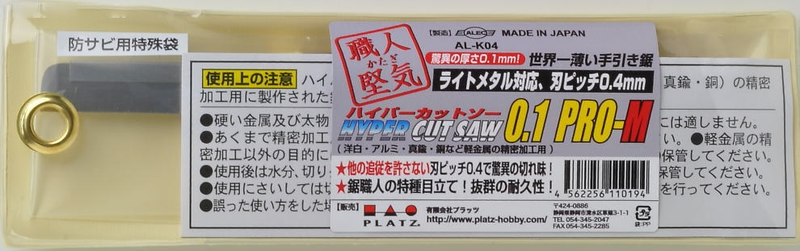 防サビ用特殊袋
使用上の注意
ハイ
加工用に製作された
●硬い金属及び太物
●あくまで精密加工
密加工以外の目的に
●使用後は水分、切り
●使用にさいしては切
●誤った使い方をした
職人
かたぎ
堅気
【製造】 ALEC MADE IN JAPAN
AL-K04
驚異の厚さ0.1mm! 世界一薄い手引き鋸
ライトメタル対応、刃ピッチ0.4mm
ハイパーカットソー
HYPER CUT SAW 0.1 PRO-M
(洋白・アルミ・真鍮・銅など軽金属の精密加工用)
★他の追従を許さない刃ピッチ0.4で驚異の切れ味!
★鋸職人の特種目立て! 抜群の耐久性!
4 562256 110194
【販売】 PLATZ 有限会社プラッツ
http://www.platz-hobby.com/
〒424-0886
静岡県静岡市清水区草薙3-1-1
TEL 054-345-2047
FAX 054-345-2285
袋:PP
真鍮・銅)の精密
には適しません。
●軽金属の精
保管してください。
の保管してください。
を行ってください。